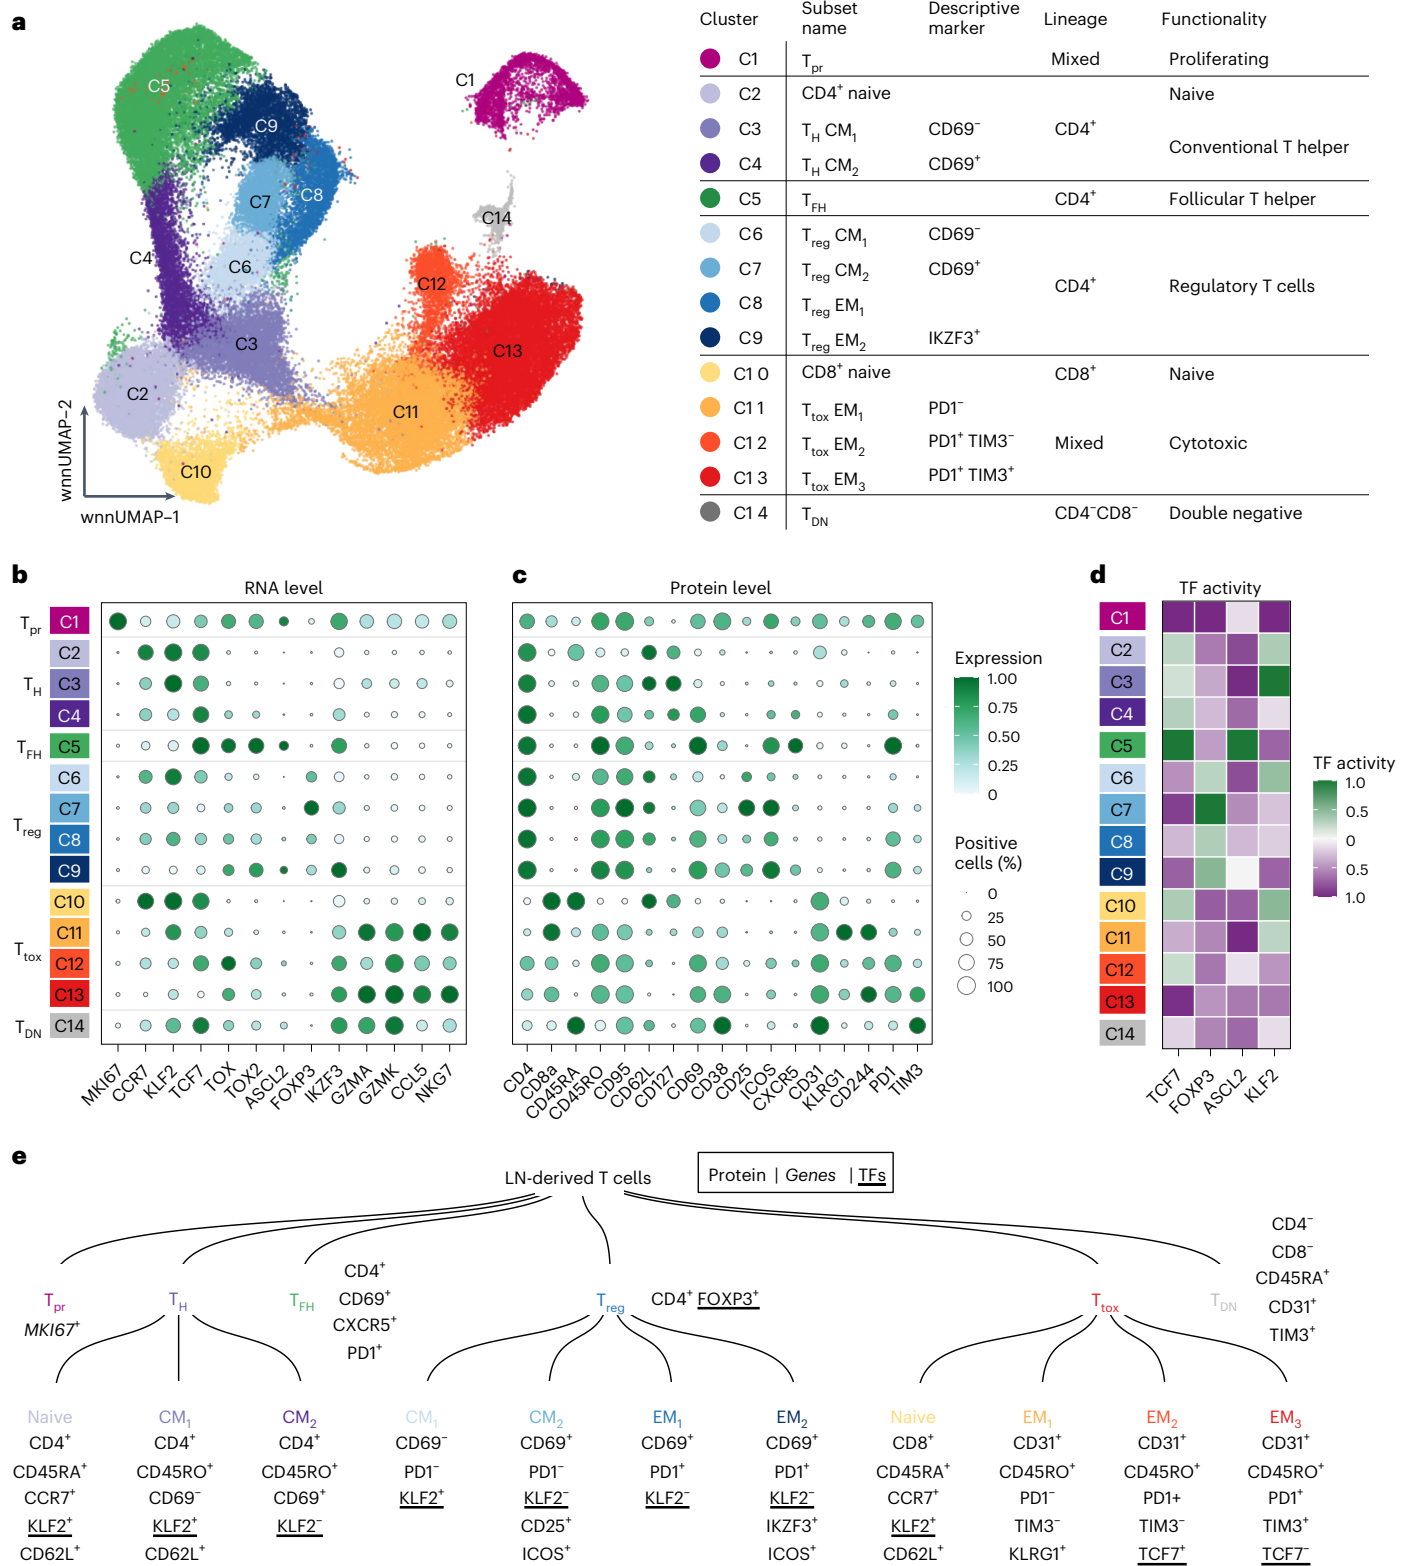 a
C5
C9
C7
C8
C6
C4
C3
C2
C10
C11
C12
C13
C14
C1
wnnUMAP–2
wnnUMAP–1
Cluster Subset name Descriptive marker Lineage Functionality
C1 Tpr Mixed Proliferating
C2 CD4+ naive Naive
C3 TH CM1 CD69− CD4+
Conventional T helper
C4 TH CM2 CD69+
C5 TFH CD4+ Follicular T helper
C6 Treg CM1 CD69−
C7 Treg CM2 CD69+
CD4+ Regulatory T cells
C8 Treg EM1
C9 Treg EM2 IKZF3+
C10 CD8+ naive CD8+ Naive
C11 Ttox EM1 PD1−
C12 Ttox EM2 PD1+ TIM3− Mixed Cytotoxic
C13 Ttox EM3 PD1+ TIM3+
C14 TDN CD4−CD8− Double negative
b
RNA level
Tpr C1
C2
TH C3
C4
TFH C5
C6
C7
Treg
C8
C9
C10
C11
Ttox
C12
C13
TDN C14
MKI67 CCR7 KLF2 TCF7 TOX TOX2 ASCL2 FOXP3 IKZF3 GZMA GZMK CCL5 NKG7
c
Protein level
CD4 CD8a CD45RA CD45RO CD95 CD62L CD127 CD69 CD38 CD25 ICOS CXCR5 CD31 KLRG1 CD244 PD1 TIM3
Expression
1.00
0.75
0.50
0.25
0
Positive
cells (%)
0
25
50
75
100
d
TF activity
C1
C2
C3
C4
C5
C6
C7
C8
C9
C10
C11
C12
C13
C14
TCF7 FOXP3 ASCL2 KLF2
TF activity
1.0
0.5
0
0.5
1.0
e
LN-derived T cells
Protein | Genes | TFs
Tpr
MKI67+
TH
TFH
CD4+
CD69+
CXCR5+
PD1+
Treg
CD4+ FOXP3+
Ttox
TDN
CD4−
CD8−
CD45RA+
CD31+
TIM3+
Naive
CD4+
CD45RA+
CCR7+
KLF2+
CD62L+
CM1
CD4+
CD45RO+
CD69−
KLF2+
CD62L+
CM2
CD4+
CD45RO+
CD69+
KLF2−
CM1
CD69−
PD1−
KLF2+
CM2
CD69+
PD1−
KLF2−
CD25+
ICOS+
EM1
CD69+
PD1+
KLF2−
EM2
CD69+
PD1+
KLF2−
IKZF3+
ICOS+
Naive
CD8+
CD45RA+
CCR7+
KLF2+
CD62L+
EM1
CD31+
CD45RO+
PD1−
TIM3−
KLRG1+
EM2
CD31+
CD45RO+
PD1+
TIM3−
TCF7+
EM3
CD31+
CD45RO+
PD1+
TIM3+
TCF7−